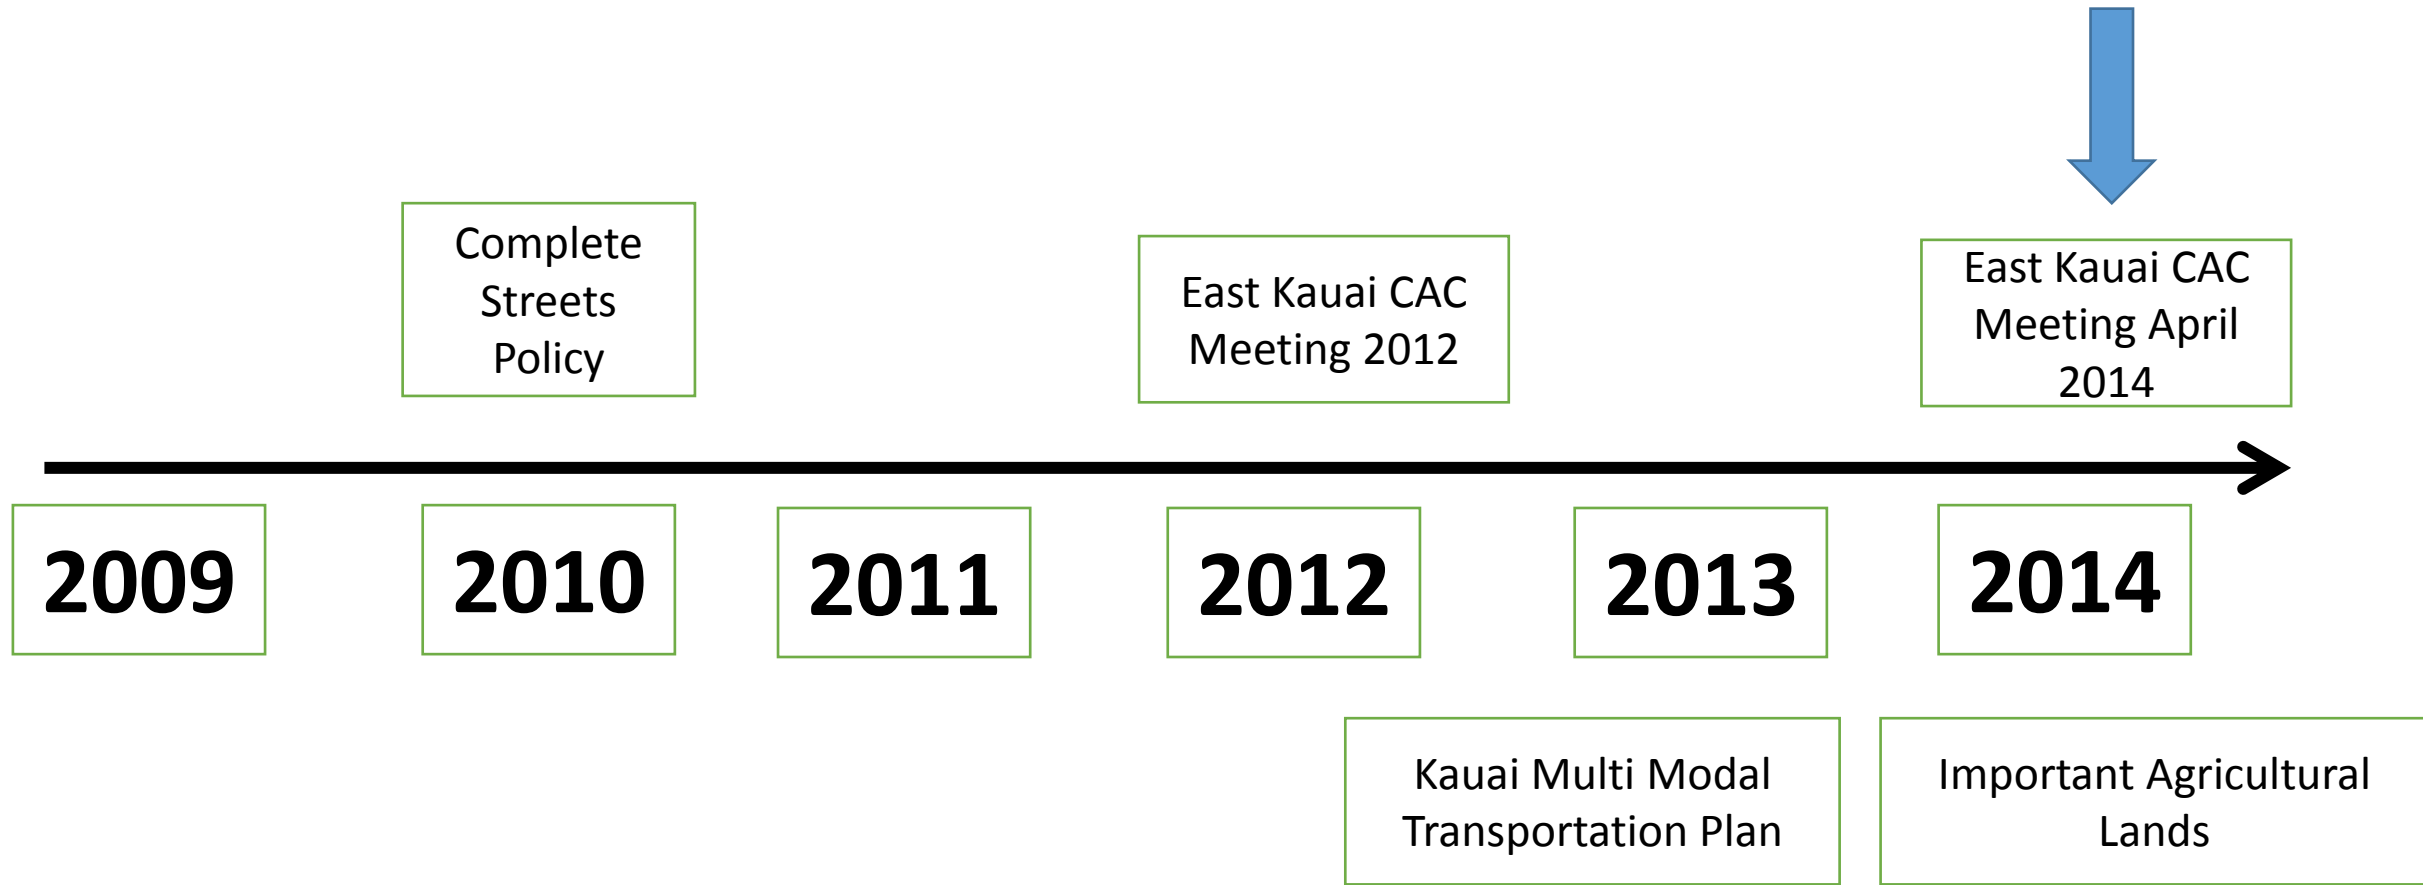 Complete
Streets
Policy
East Kauai CAC
Meeting 2012
East Kauai CAC
Meeting April
2014
2009
2010
2011
2012
2013
2014
Kauai Multi Modal
Transportation Plan
Important Agricultural
Lands